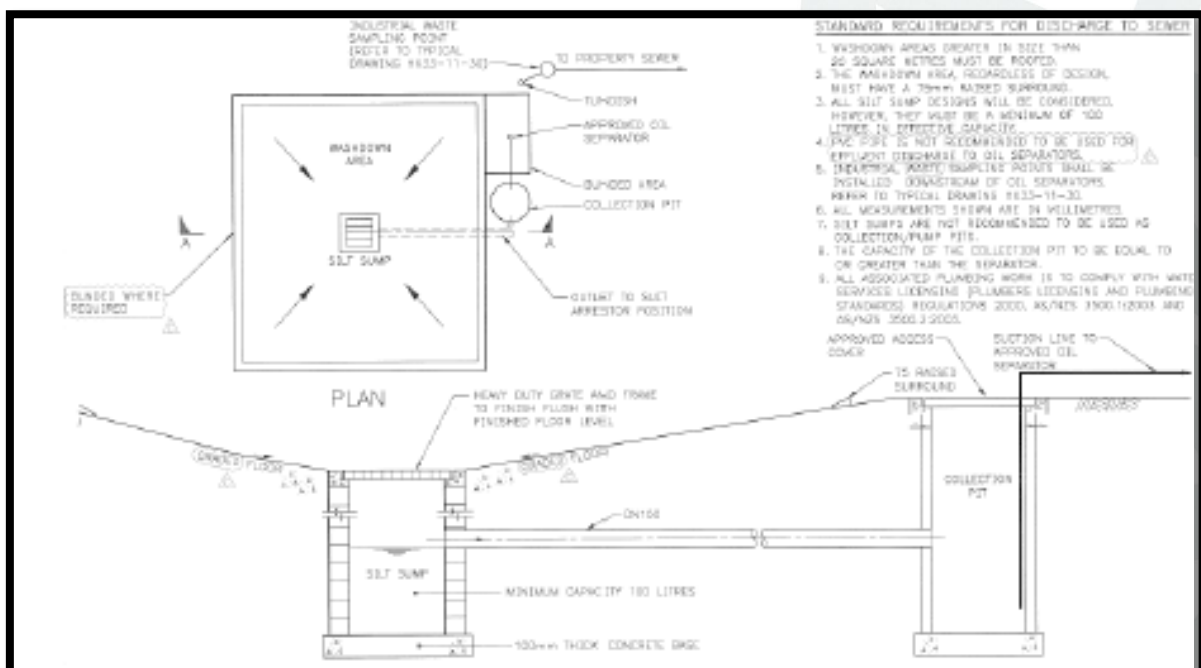 INDUSTRIAL WASTE
SAMPLING POINT
(REFER TO TYPICAL
DRAWING HK33-11-30)
TO PROPERTY SEWER
TUNDISH
APPROVED OIL
SEPARATOR
BUNDED AREA
COLLECTION PIT
WASHDOWN
AREA
A
A
SILT SUMP
BUNDED WHERE
REQUIRED
OUTLET TO SUIT
ARRESTOR POSITION
PLAN
STANDARD REQUIREMENTS FOR DISCHARGE TO SEWER
1. WASHDOWN AREAS GREATER IN SIZE THAN
20 SQUARE METRES MUST BE ROOFED.
2. THE WASHDOWN AREA, REGARDLESS OF DESIGN,
MUST HAVE A 75mm RAISED SURROUND.
3. ALL SILT SUMP DESIGNS WILL BE CONSIDERED,
HOWEVER, THEY MUST BE A MINIMUM OF 100
LITRES IN EFFECTIVE CAPACITY.
4. PVC PIPE IS NOT RECOMMENDED TO BE USED FOR
EFFLUENT DISCHARGE TO OIL SEPARATORS.
5. INDUSTRIAL WASTE SAMPLING POINTS SHALL BE
INSTALLED DOWNSTREAM OF OIL SEPARATORS.
REFER TO TYPICAL DRAWING HK33-11-30.
6. ALL MEASUREMENTS SHOWN ARE IN MILLIMETRES.
7. SILT SUMPS ARE NOT RECOMMENDED TO BE USED AS
COLLECTION/PUMP PITS.
8. THE CAPACITY OF THE COLLECTION PIT TO BE EQUAL TO
OR GREATER THAN THE SEPARATOR.
9. ALL ASSOCIATED PLUMBING WORK IS TO COMPLY WITH WATER
SERVICES LICENSING (PLUMBERS LICENSING AND PLUMBING
STANDARDS) REGULATIONS 2000, AS/NZS 3500.1:2003 AND
AS/NZS 3500.2:2003.
APPROVED ACCESS
COVER
SUCTION LINE TO
APPROVED OIL
SEPARATOR
75 RAISED
SURROUND
HEAVY DUTY GRATE AND FRAME
TO FINISH FLUSH WITH
FINISHED FLOOR LEVEL
GRADED FLOOR
GRADED FLOOR
COLLECTION
PIT
DN100
SILT SUMP
MINIMUM CAPACITY 100 LITRES
100mm THICK CONCRETE BASE